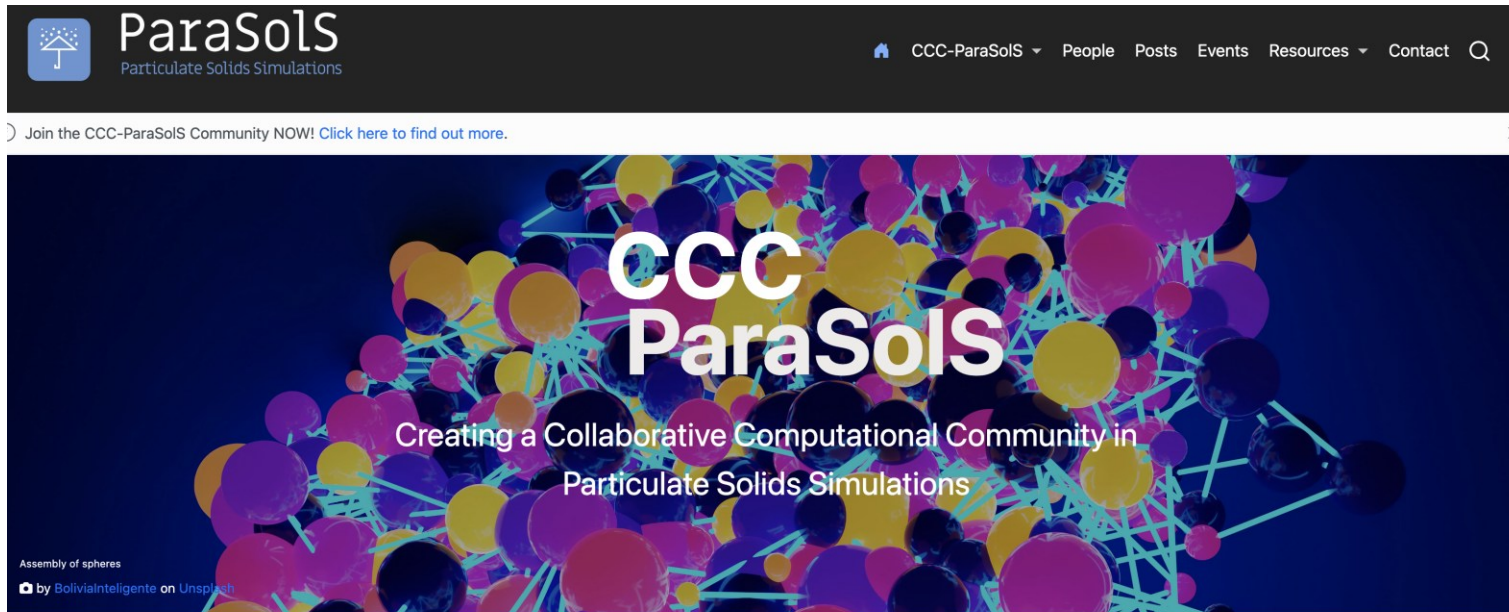 ParaSolS
Particulate Solids Simulations
CCC-ParaSolS People Posts Events Resources Contact
Join the CCC-ParaSolS Community NOW! Click here to find out more.
CCC
ParaSolS
Creating a Collaborative Computational Community in
Particulate Solids Simulations
Assembly of spheres
by BoliviaInteligente on Unsplash